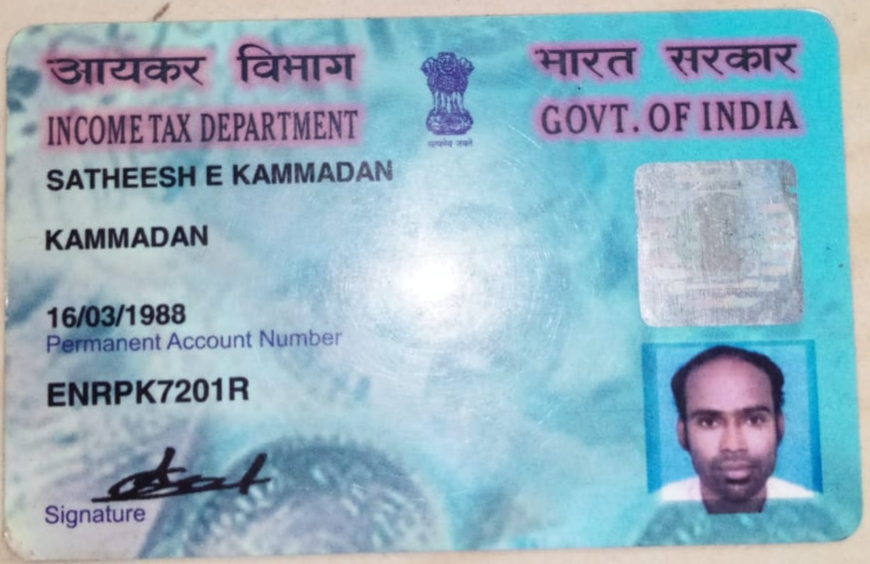 आयकर विभाग
भारत सरकार
INCOME TAX DEPARTMENT
GOVT. OF INDIA
सत्यमेव जयते
SATHEESH E KAMMADAN
KAMMADAN
16/03/1988
Permanent Account Number
ENRPK7201R
Signature